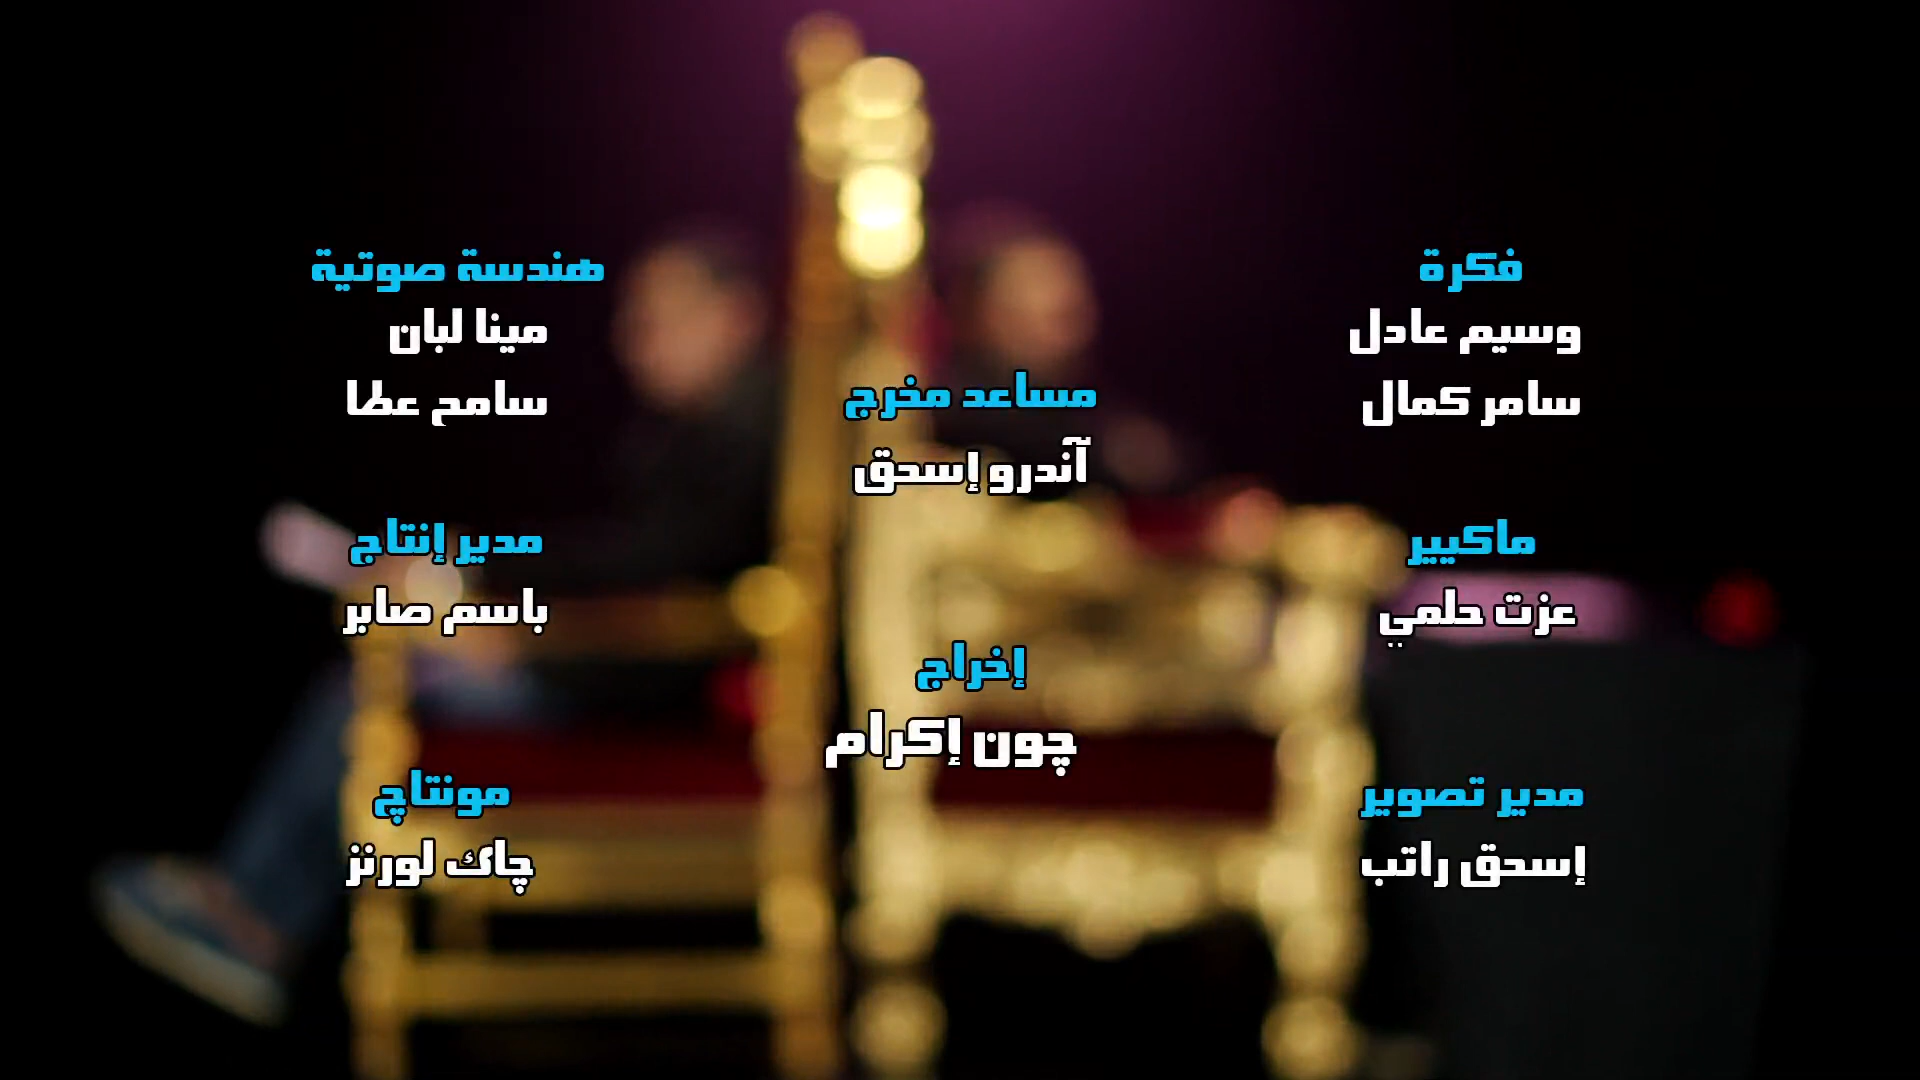 فكرة
وسيم عادل
سامر كمال
ماكيير
عزت حلمي
مدير تصوير
إسحق راتب
مساعد مخرج
آندرو إسحق
إخراج
چون إكرام
هندسة صوتية
مينا لبان
سامح عطا
مدير إنتاج
باسم صابر
مونتاچ
چاك لورنز